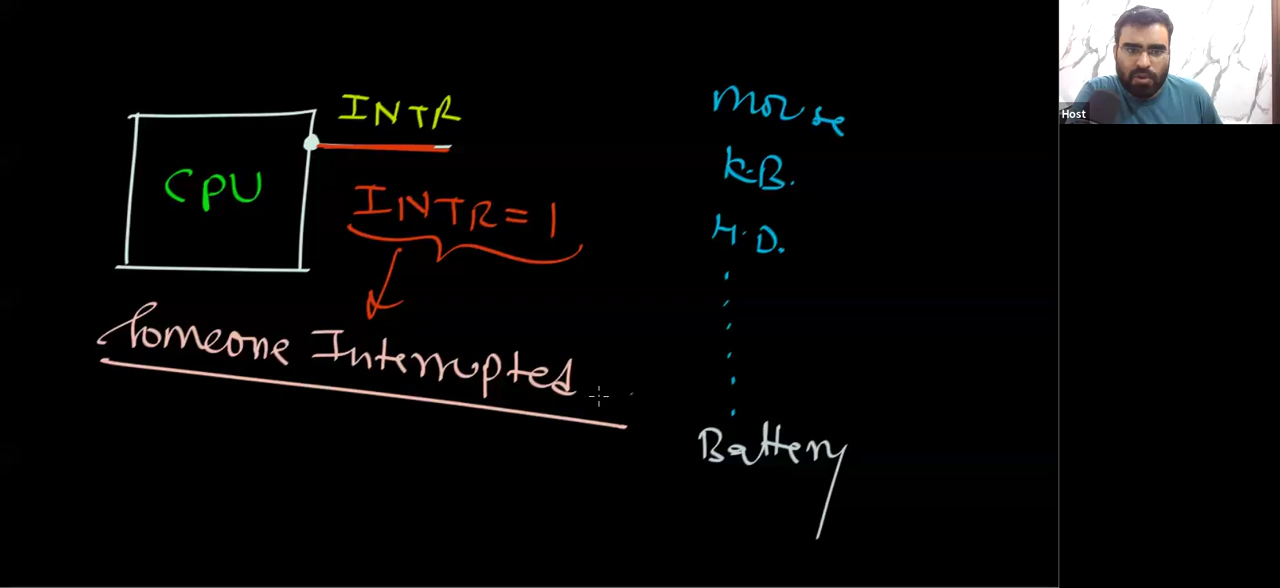 INTR
CPU
INTR = 1
Someone Interrupted
Mouse
K.B.
H.D.
Battery
Host